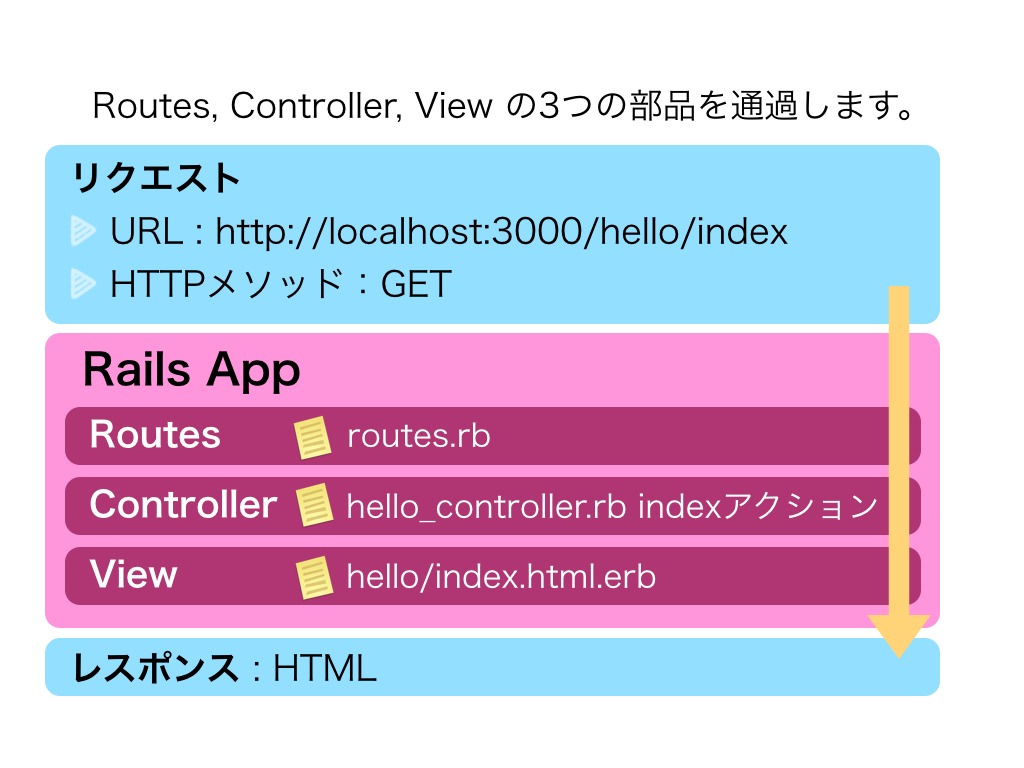 Routes, Controller, View の3つの部品を通過します。
リクエスト
URL : http://localhost:3000/hello/index
HTTPメソッド：GET
Rails App
Routes routes.rb
Controller hello_controller.rb indexアクション
View hello/index.html.erb
レスポンス : HTML